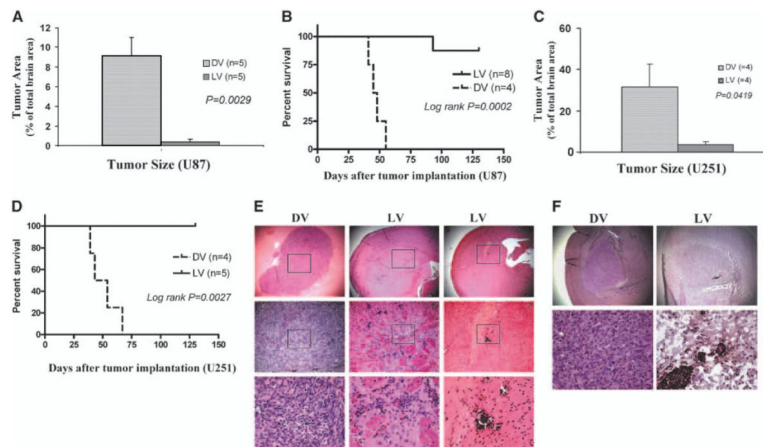 A
Tumor Area
(% of total brain area)
12
10
8
6
4
2
0
DV (n=5)
LV (n=5)
P=0.0029
Tumor Size (U87)
B
Percent survival
100
75
50
25
0
0 25 50 75 100 125 150
LV (n=8)
DV (n=4)
Log rank P=0.0002
Days after tumor implantation (U87)
C
Tumor Area
(% of total brain area)
60
40
20
0
DV (=4)
LV (=4)
P=0.0419
Tumor Size (U251)
D
Percent survival
100
75
50
25
0
0 25 50 75 100 125 150
DV (n=4)
LV (n=5)
Log rank P=0.0027
Days after tumor implantation (U251)
E
DV LV LV
F
DV LV